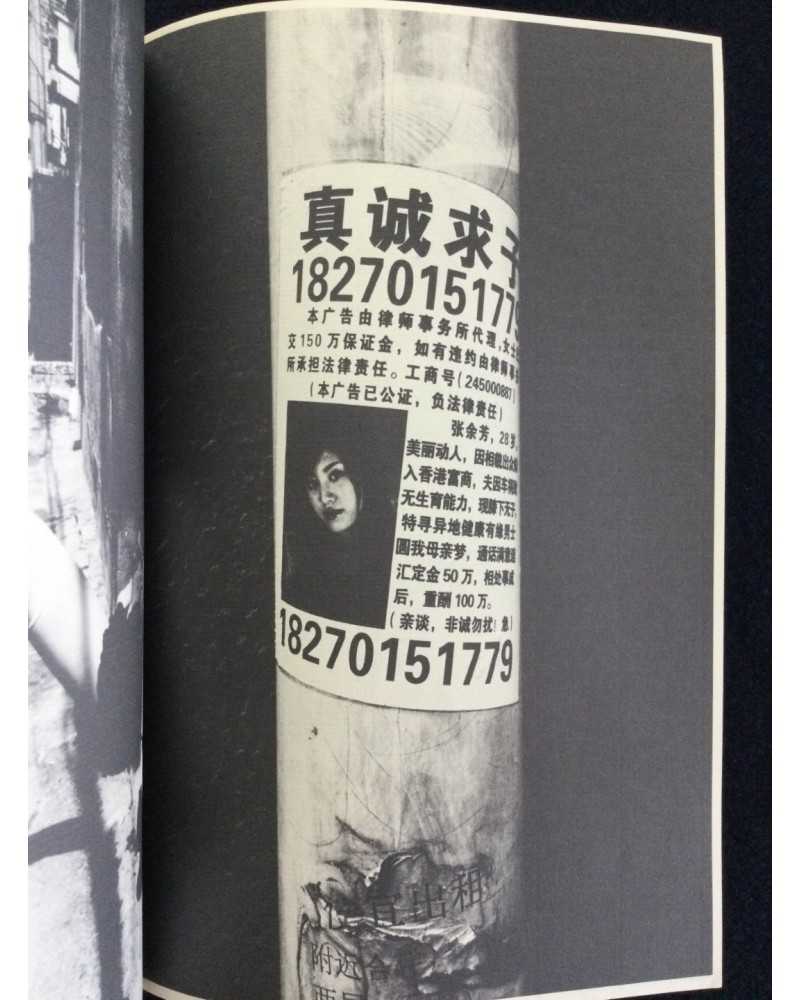 真诚求子
18270151779
本广告由律师事务所代理，女士
交150万保证金，如有违约由律师事
所承担法律责任。工商号(245000887)
(本广告已公证，负法律责任)
张余芳，28岁，
美丽动人，因相貌出众
入香港富商，夫因车祸
无生育能力，现膝下无子，
特寻异地健康有缘男士
圆我母亲梦，通话满意
汇定金50万，相处事成
后，重酬100万。
(亲谈，非诚勿扰！急)
18270151779
宜出租
附近